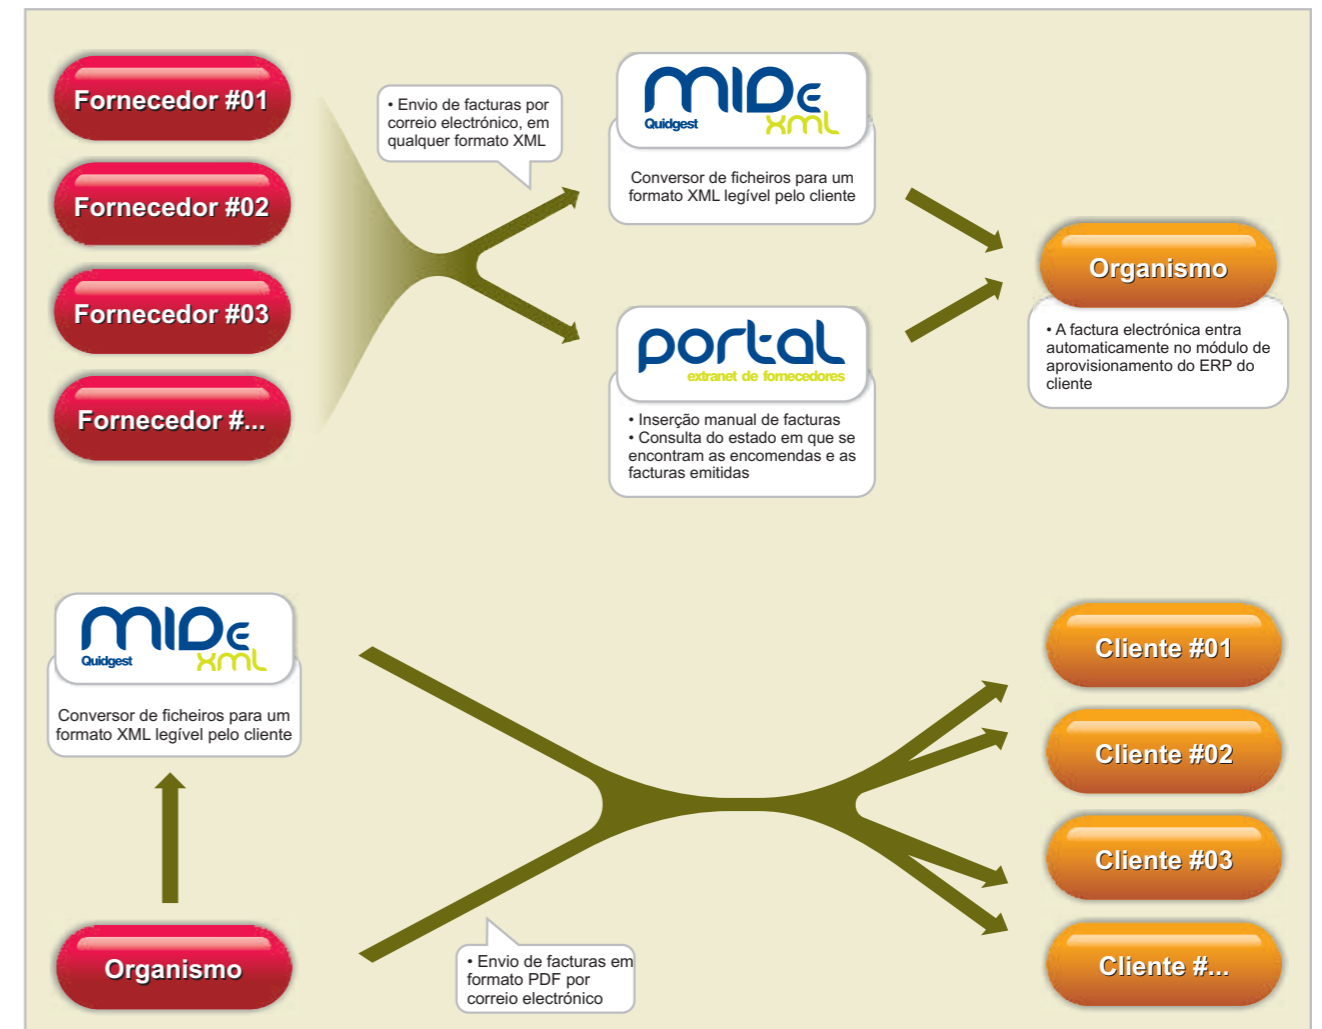 Fornecedor #01
Fornecedor #02
Fornecedor #03
Fornecedor #...
• Envio de facturas por
correio electrónico, em
qualquer formato XML
MIDe
Quidgest
xml
Conversor de ficheiros para um
formato XML legível pelo cliente
portal
extranet de fornecedores
• Inserção manual de facturas
• Consulta do estado em que se
encontram as encomendas e as
facturas emitidas
Organismo
• A factura electrónica entra
automaticamente no módulo de
aprovisionamento do ERP do
cliente
MIDe
Quidgest
xml
Conversor de ficheiros para um
formato XML legível pelo cliente
Organismo
• Envio de facturas em
formato PDF por
correio electrónico
Cliente #01
Cliente #02
Cliente #03
Cliente #...